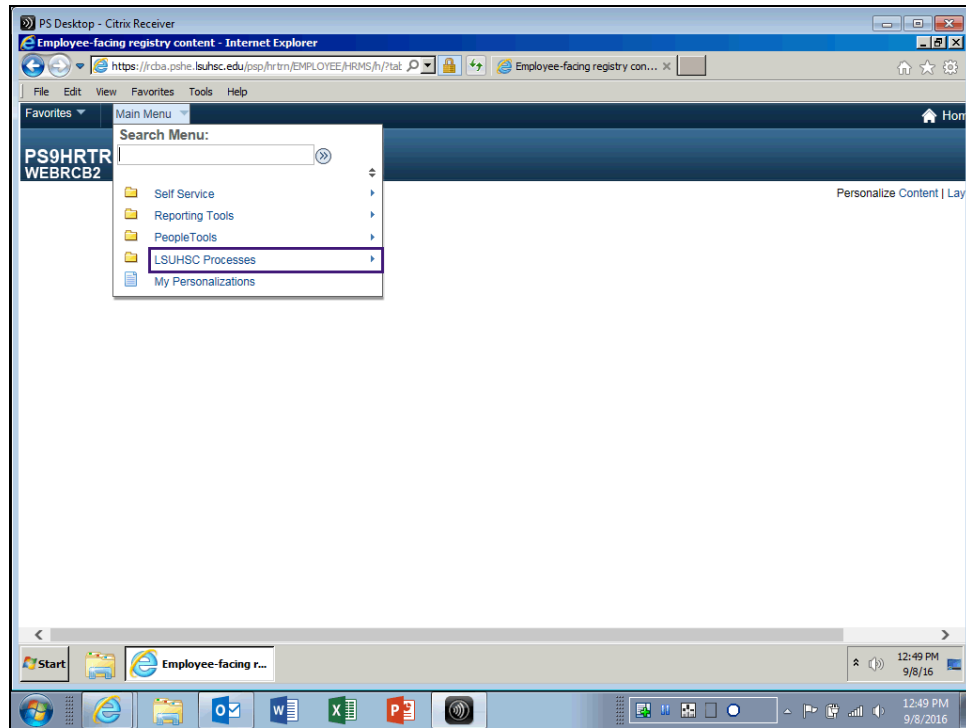 PS Desktop - Citrix Receiver
Employee-facing registry content - Internet Explorer
https://rcba.pshe.lsuhsc.edu/psp/hrtrn/EMPLOYEE/HRMS/h/?tab
Employee-facing registry con...
File Edit View Favorites Tools Help
Favorites Main Menu
Hom
Search Menu:
PS9HRTR
WEBRCB2
Personalize Content | Lay
Self Service
Reporting Tools
PeopleTools
LSUHSC Processes
My Personalizations
Start
Employee-facing r...
12:49 PM
9/8/16
12:49 PM
9/8/2016